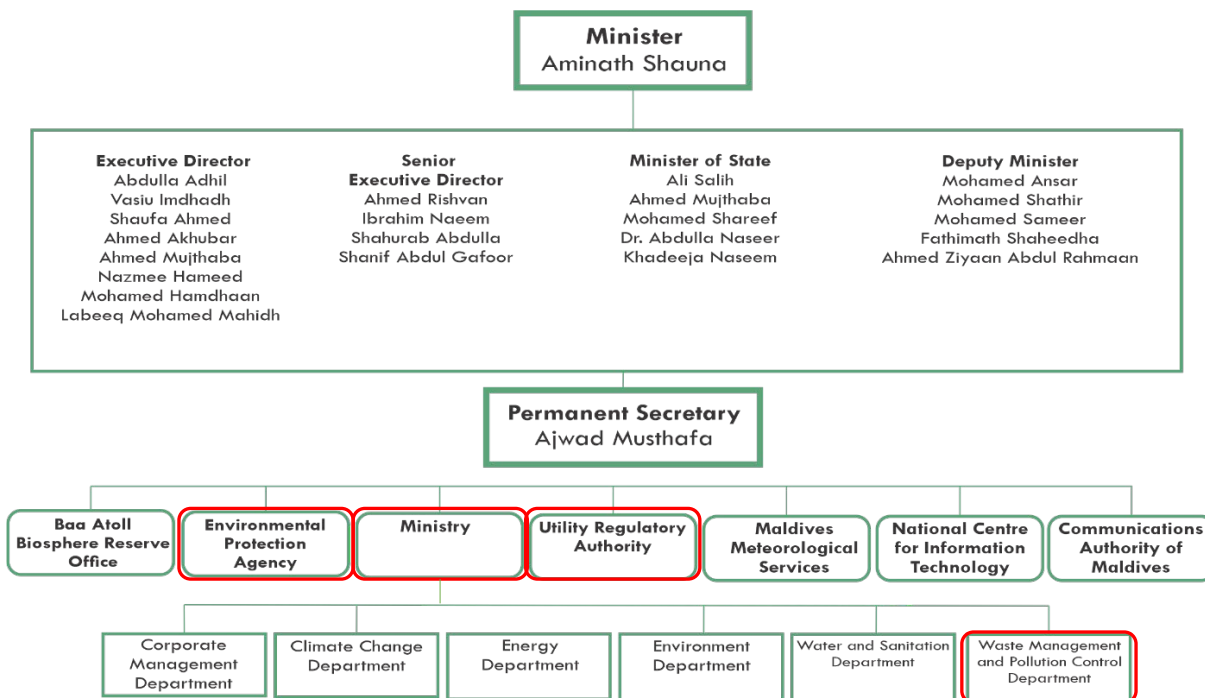 Minister
Aminath Shauna
Executive Director
Abdulla Adhil
Vasiu Imdhadh
Shaufa Ahmed
Ahmed Akhubar
Ahmed Mujthaba
Nazmee Hameed
Mohamed Hamdhaan
Labeeq Mohamed Mahidh
Senior
Executive Director
Ahmed Rishvan
Ibrahim Naeem
Shahurab Abdulla
Shanif Abdul Gafoor
Minister of State
Ali Salih
Ahmed Mujthaba
Mohamed Shareef
Dr. Abdulla Naseer
Khadeeja Naseem
Deputy Minister
Mohamed Ansar
Mohamed Shathir
Mohamed Sameer
Fathimath Shaheedha
Ahmed Ziyaan Abdul Rahmaan
Permanent Secretary
Ajwad Musthafa
Baa Atoll
Biosphere Reserve
Office
Environmental
Protection
Agency
Ministry
Utility Regulatory
Authority
Maldives
Meteorological
Services
National Centre
for Information
Technology
Communications
Authority of
Maldives
Corporate
Management
Department
Climate Change
Department
Energy
Department
Environment
Department
Water and Sanitation
Department
Waste Management
and Pollution Control
Department